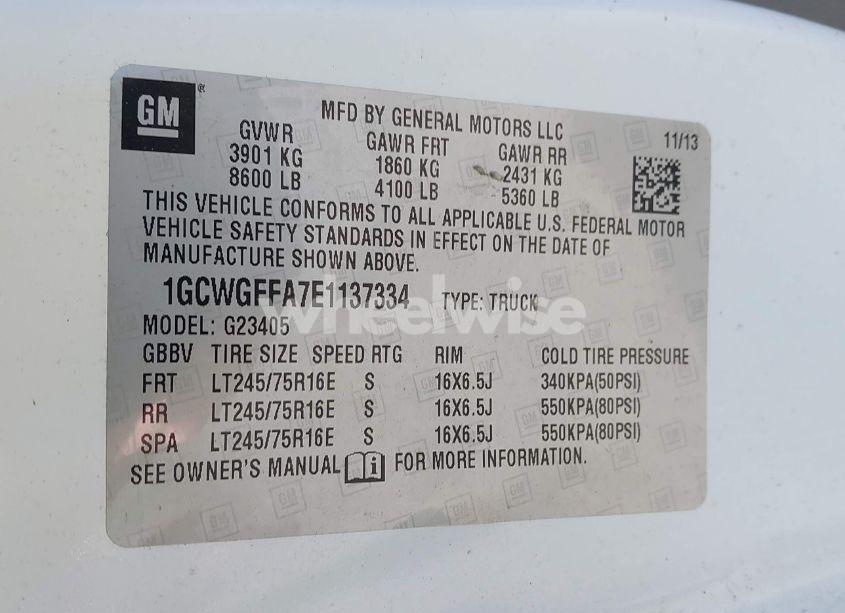 GM ®
MFD BY GENERAL MOTORS LLC
11/13
GVWR GAWR FRT GAWR RR
3901 KG 1860 KG 2431 KG
8600 LB 4100 LB 5360 LB
THIS VEHICLE CONFORMS TO ALL APPLICABLE U.S. FEDERAL MOTOR
VEHICLE SAFETY STANDARDS IN EFFECT ON THE DATE OF
MANUFACTURE SHOWN ABOVE.
1GCWGFFA7E1137334 TYPE: TRUCK
wheelwise
MODEL: G23405
GBBV TIRE SIZE SPEED RTG RIM COLD TIRE PRESSURE
FRT LT245/75R16E S 16X6.5J 340KPA(50PSI)
RR LT245/75R16E S 16X6.5J 550KPA(80PSI)
SPA LT245/75R16E S 16X6.5J 550KPA(80PSI)
SEE OWNER'S MANUAL i FOR MORE INFORMATION.